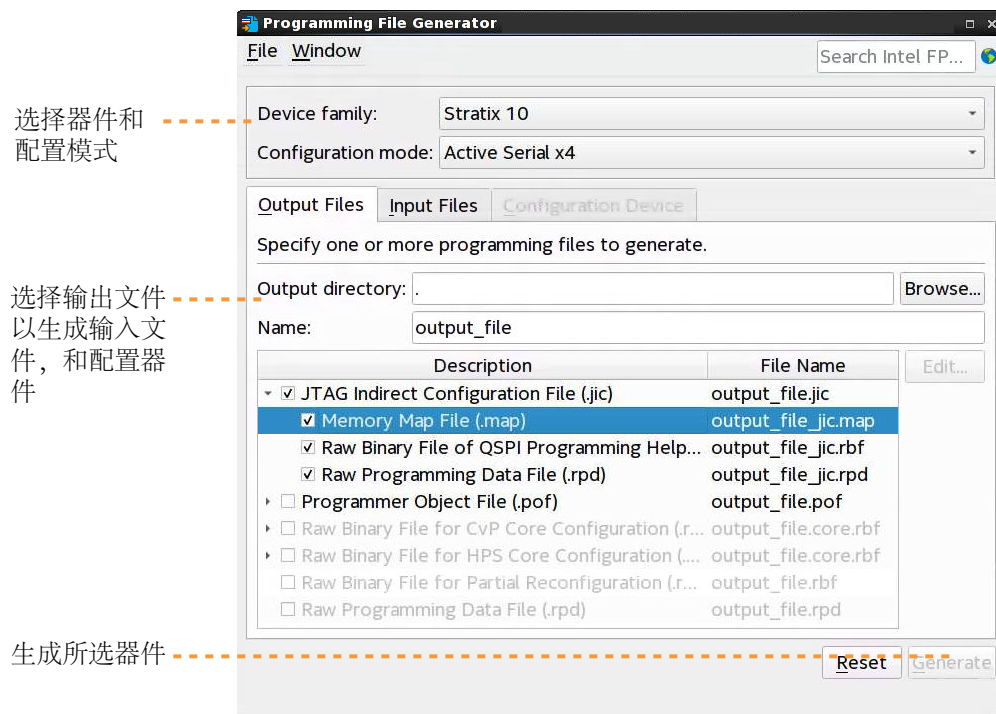 Programming File Generator
File Window
Search Intel FP...
选择器件和
配置模式
Device family:
Stratix 10
Configuration mode:
Active Serial x4
Output Files
Input Files
Configuration Device
Specify one or more programming files to generate.
选择输出文件
以生成输入文
件，和配置器
件
Output directory:
.
Browse...
Name:
output_file
Description
File Name
Edit...
JTAG Indirect Configuration File (.jic)
output_file.jic
Memory Map File (.map)
output_file_jic.map
Raw Binary File of QSPI Programming Help...
output_file_jic.rbf
Raw Programming Data File (.rpd)
output_file_jic.rpd
Programmer Object File (.pof)
output_file.pof
Raw Binary File for CvP Core Configuration (.r...
output_file.core.rbf
Raw Binary File for HPS Core Configuration (....
output_file.core.rbf
Raw Binary File for Partial Reconfiguration (.r...
output_file.rbf
Raw Programming Data File (.rpd)
output_file.rpd
生成所选器件
Reset
Generate